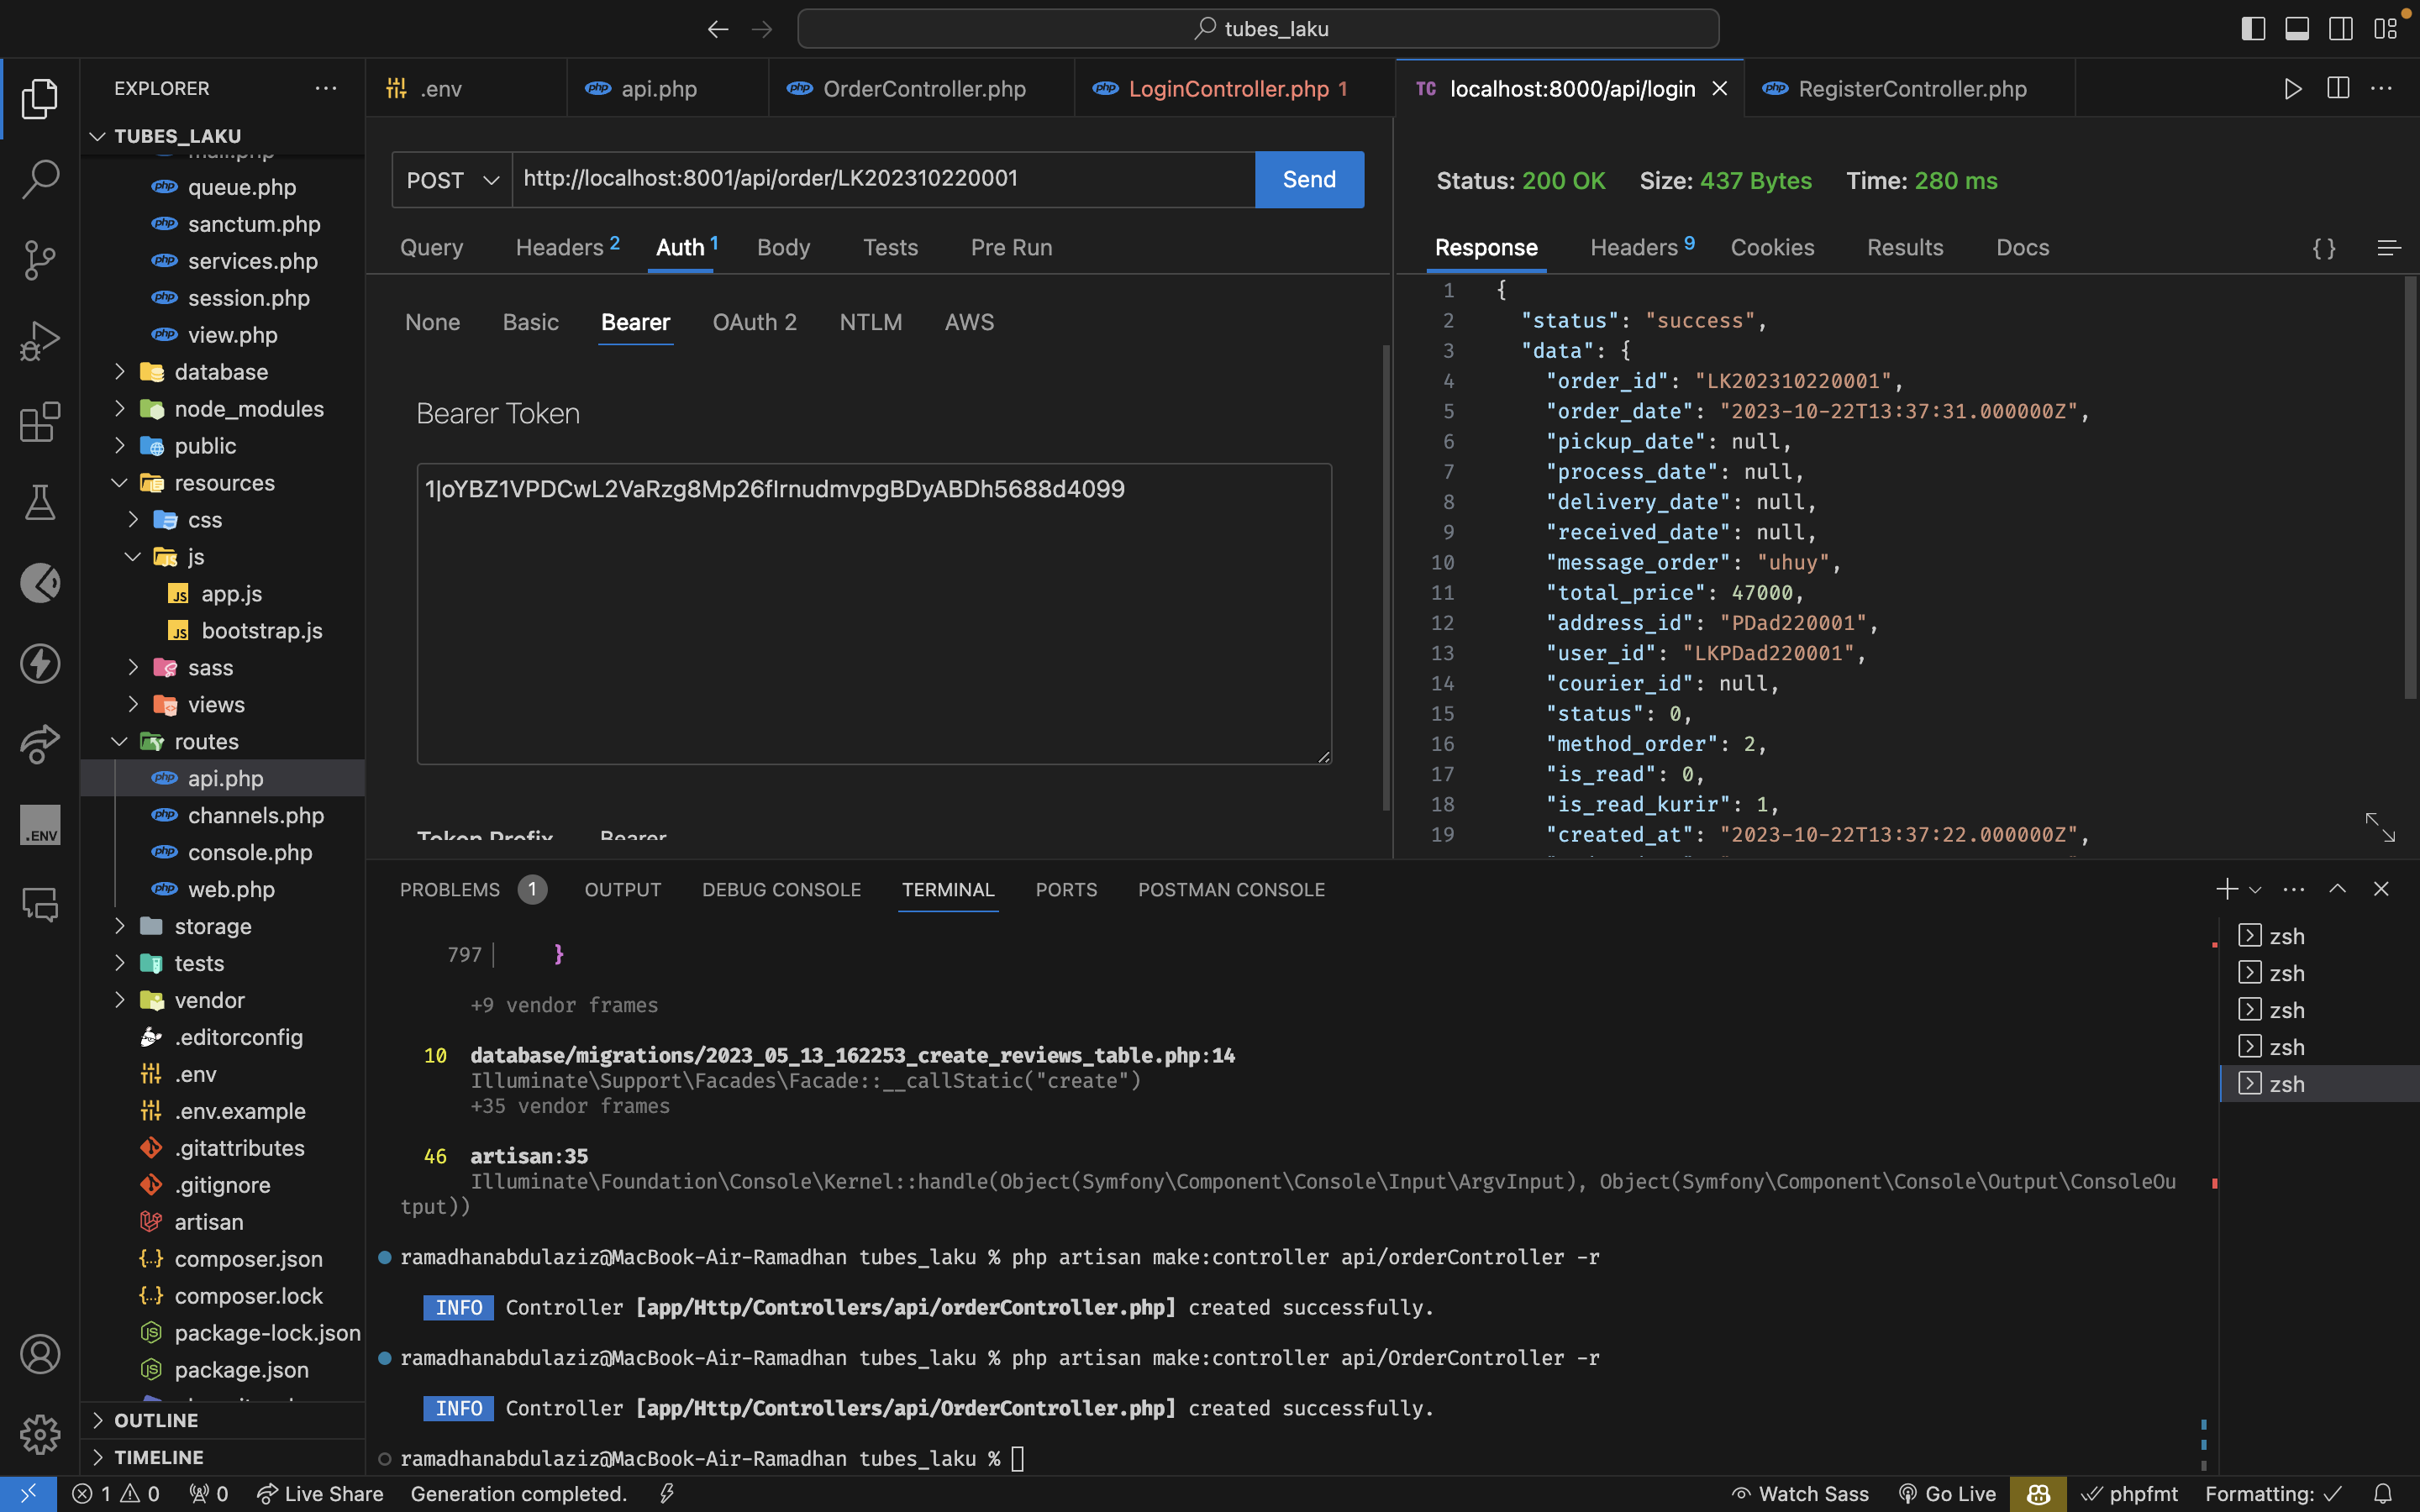 tubes_laku
EXPLORER
.env
api.php
OrderController.php
LoginController.php 1
TC localhost:8000/api/login
RegisterController.php
TUBES_LAKU
mail.php
queue.php
sanctum.php
services.php
session.php
view.php
database
node_modules
public
resources
css
js
app.js
bootstrap.js
sass
views
routes
api.php
channels.php
console.php
web.php
storage
tests
vendor
.editorconfig
.env
.env.example
.gitattributes
.gitignore
artisan
composer.json
composer.lock
package-lock.json
package.json
OUTLINE
TIMELINE
.ENV
POST http://localhost:8001/api/order/LK202310220001 Send
Query Headers 2 Auth 1 Body Tests Pre Run
None Basic Bearer OAuth 2 NTLM AWS
Bearer Token
1|oYBZ1VPDCwL2VaRzg8Mp26fIrnudmvpgBDyABDh5688d4099
Token Prefix Bearer
Status: 200 OK Size: 437 Bytes Time: 280 ms
Response Headers 9 Cookies Results Docs {}
1 {
2 "status": "success",
3 "data": {
4 "order_id": "LK202310220001",
5 "order_date": "2023-10-22T13:37:31.000000Z",
6 "pickup_date": null,
7 "process_date": null,
8 "delivery_date": null,
9 "received_date": null,
10 "message_order": "uhuy",
11 "total_price": 47000,
12 "address_id": "PDad220001",
13 "user_id": "LKPDad220001",
14 "courier_id": null,
15 "status": 0,
16 "method_order": 2,
17 "is_read": 0,
18 "is_read_kurir": 1,
19 "created_at": "2023-10-22T13:37:22.000000Z",
PROBLEMS 1 OUTPUT DEBUG CONSOLE TERMINAL PORTS POSTMAN CONSOLE
797 | }
+9 vendor frames
10 database/migrations/2023_05_13_162253_create_reviews_table.php:14
Illuminate\Support\Facades\Facade::__callStatic("create")
+35 vendor frames
46 artisan:35
Illuminate\Foundation\Console\Kernel::handle(Object(Symfony\Component\Console\Input\ArgvInput), Object(Symfony\Component\Console\Output\ConsoleOu
tput))
ramadhanabdulaziz@MacBook-Air-Ramadhan tubes_laku % php artisan make:controller api/orderController -r
INFO Controller [app/Http/Controllers/api/orderController.php] created successfully.
ramadhanabdulaziz@MacBook-Air-Ramadhan tubes_laku % php artisan make:controller api/OrderController -r
INFO Controller [app/Http/Controllers/api/OrderController.php] created successfully.
ramadhanabdulaziz@MacBook-Air-Ramadhan tubes_laku %
zsh
zsh
zsh
zsh
zsh
1 0 0 Live Share Generation completed. Watch Sass Go Live phpfmt Formatting: ✓